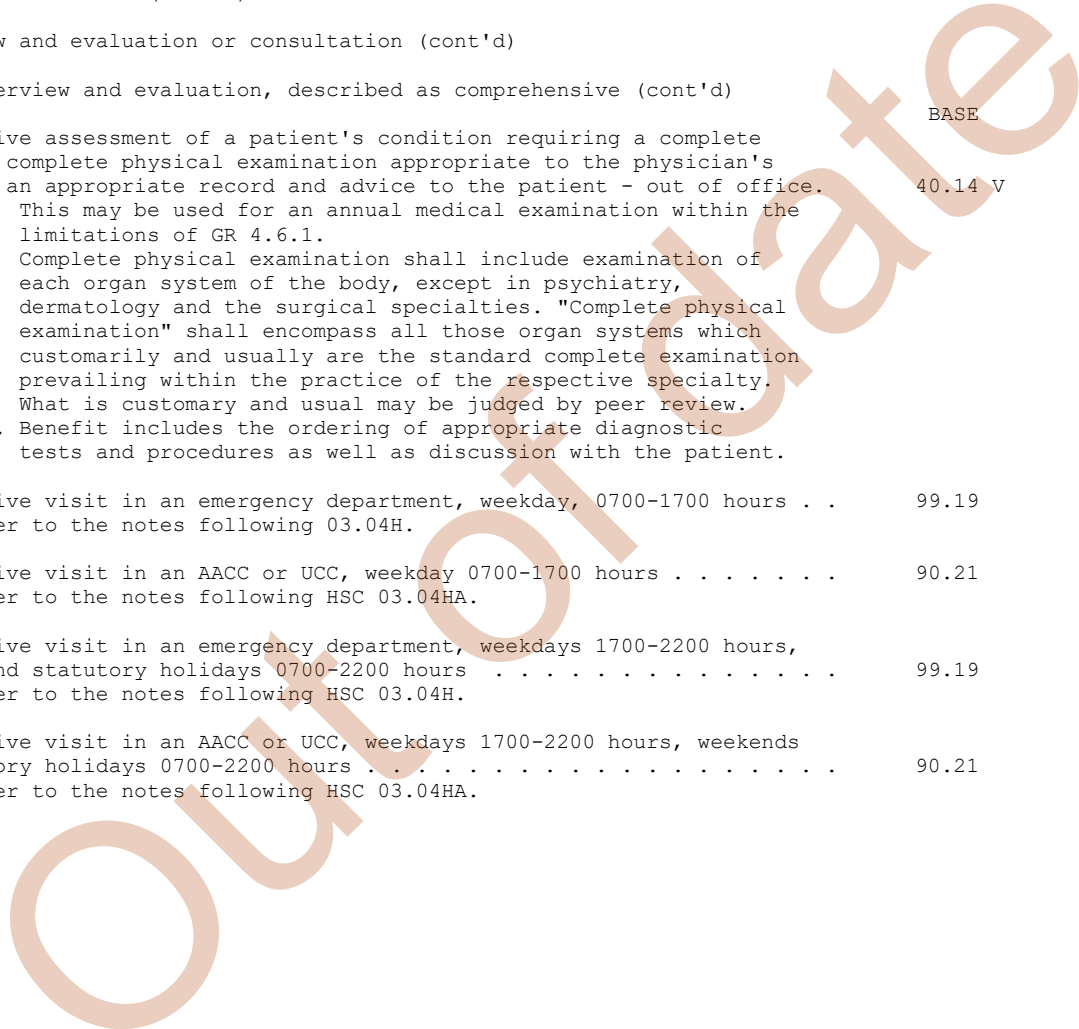 w and evaluation or consultation (cont'd)
erview and evaluation, described as comprehensive (cont'd)
BASE
ive assessment of a patient's condition requiring a complete
complete physical examination appropriate to the physician's
an appropriate record and advice to the patient - out of office. 40.14 V
This may be used for an annual medical examination within the
limitations of GR 4.6.1.
Complete physical examination shall include examination of
each organ system of the body, except in psychiatry,
dermatology and the surgical specialties. "Complete physical
examination" shall encompass all those organ systems which
customarily and usually are the standard complete examination
prevailing within the practice of the respective specialty.
What is customary and usual may be judged by peer review.
. Benefit includes the ordering of appropriate diagnostic
tests and procedures as well as discussion with the patient.
ive visit in an emergency department, weekday, 0700-1700 hours . . 99.19
er to the notes following 03.04H.
ive visit in an AACC or UCC, weekday 0700-1700 hours . . . . . . . 90.21
er to the notes following HSC 03.04HA.
ive visit in an emergency department, weekdays 1700-2200 hours,
nd statutory holidays 0700-2200 hours . . . . . . . . . . . . . . 99.19
er to the notes following HSC 03.04H.
ive visit in an AACC or UCC, weekdays 1700-2200 hours, weekends
ory holidays 0700-2200 hours . . . . . . . . . . . . . . . . . . . 90.21
er to the notes following HSC 03.04HA.
Out of date